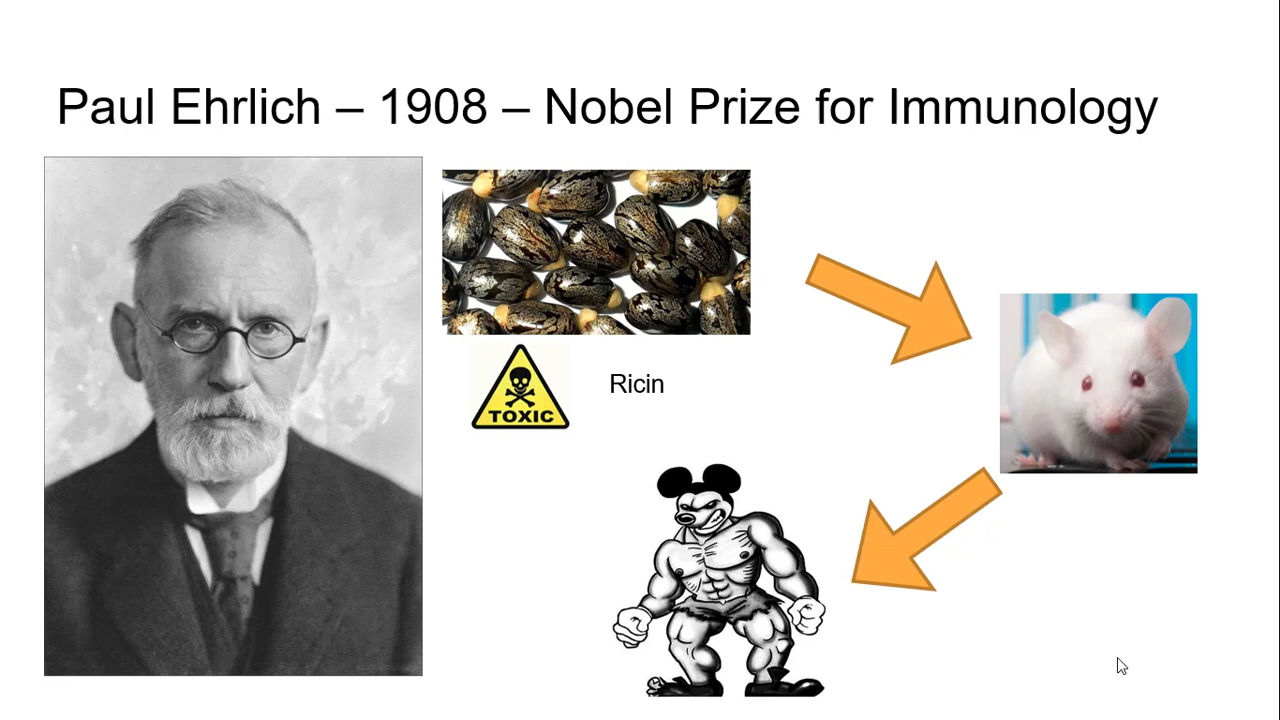 Paul Ehrlich – 1908 – Nobel Prize for Immunology
TOXIC
Ricin